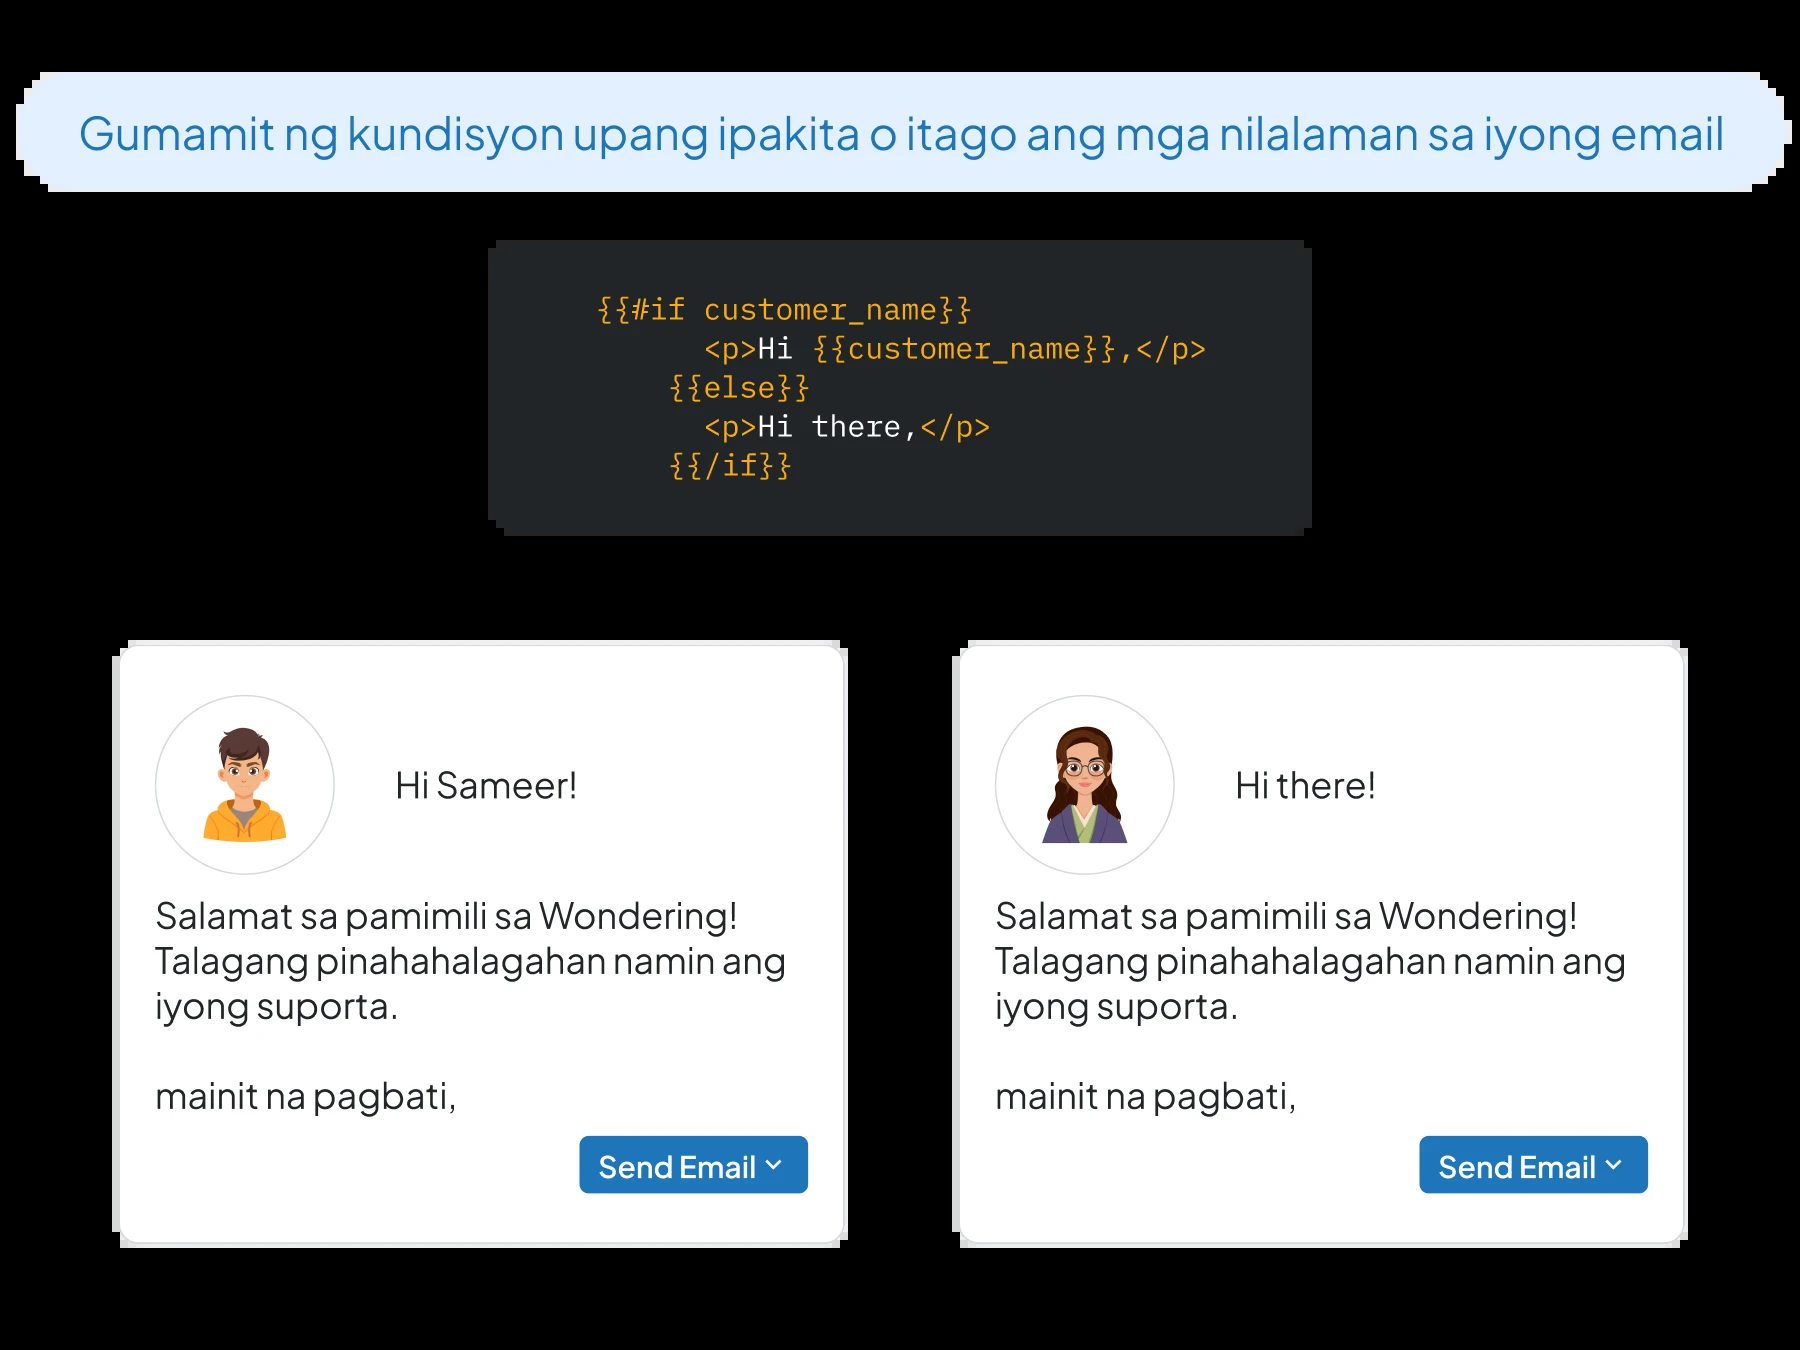 Gumamit ng kundisyon upang ipakita o itago ang mga nilalaman sa iyong email
{{#if customer_name}}
<p>Hi {{customer_name}},</p>
{{else}}
<p>Hi there,</p>
{{/if}}
Hi Sameer!
Salamat sa pamimili sa Wondering!
Talagang pinahahalagahan namin ang
iyong suporta.
mainit na pagbati,
Send Email
Hi there!
Salamat sa pamimili sa Wondering!
Talagang pinahahalagahan namin ang
iyong suporta.
mainit na pagbati,
Send Email